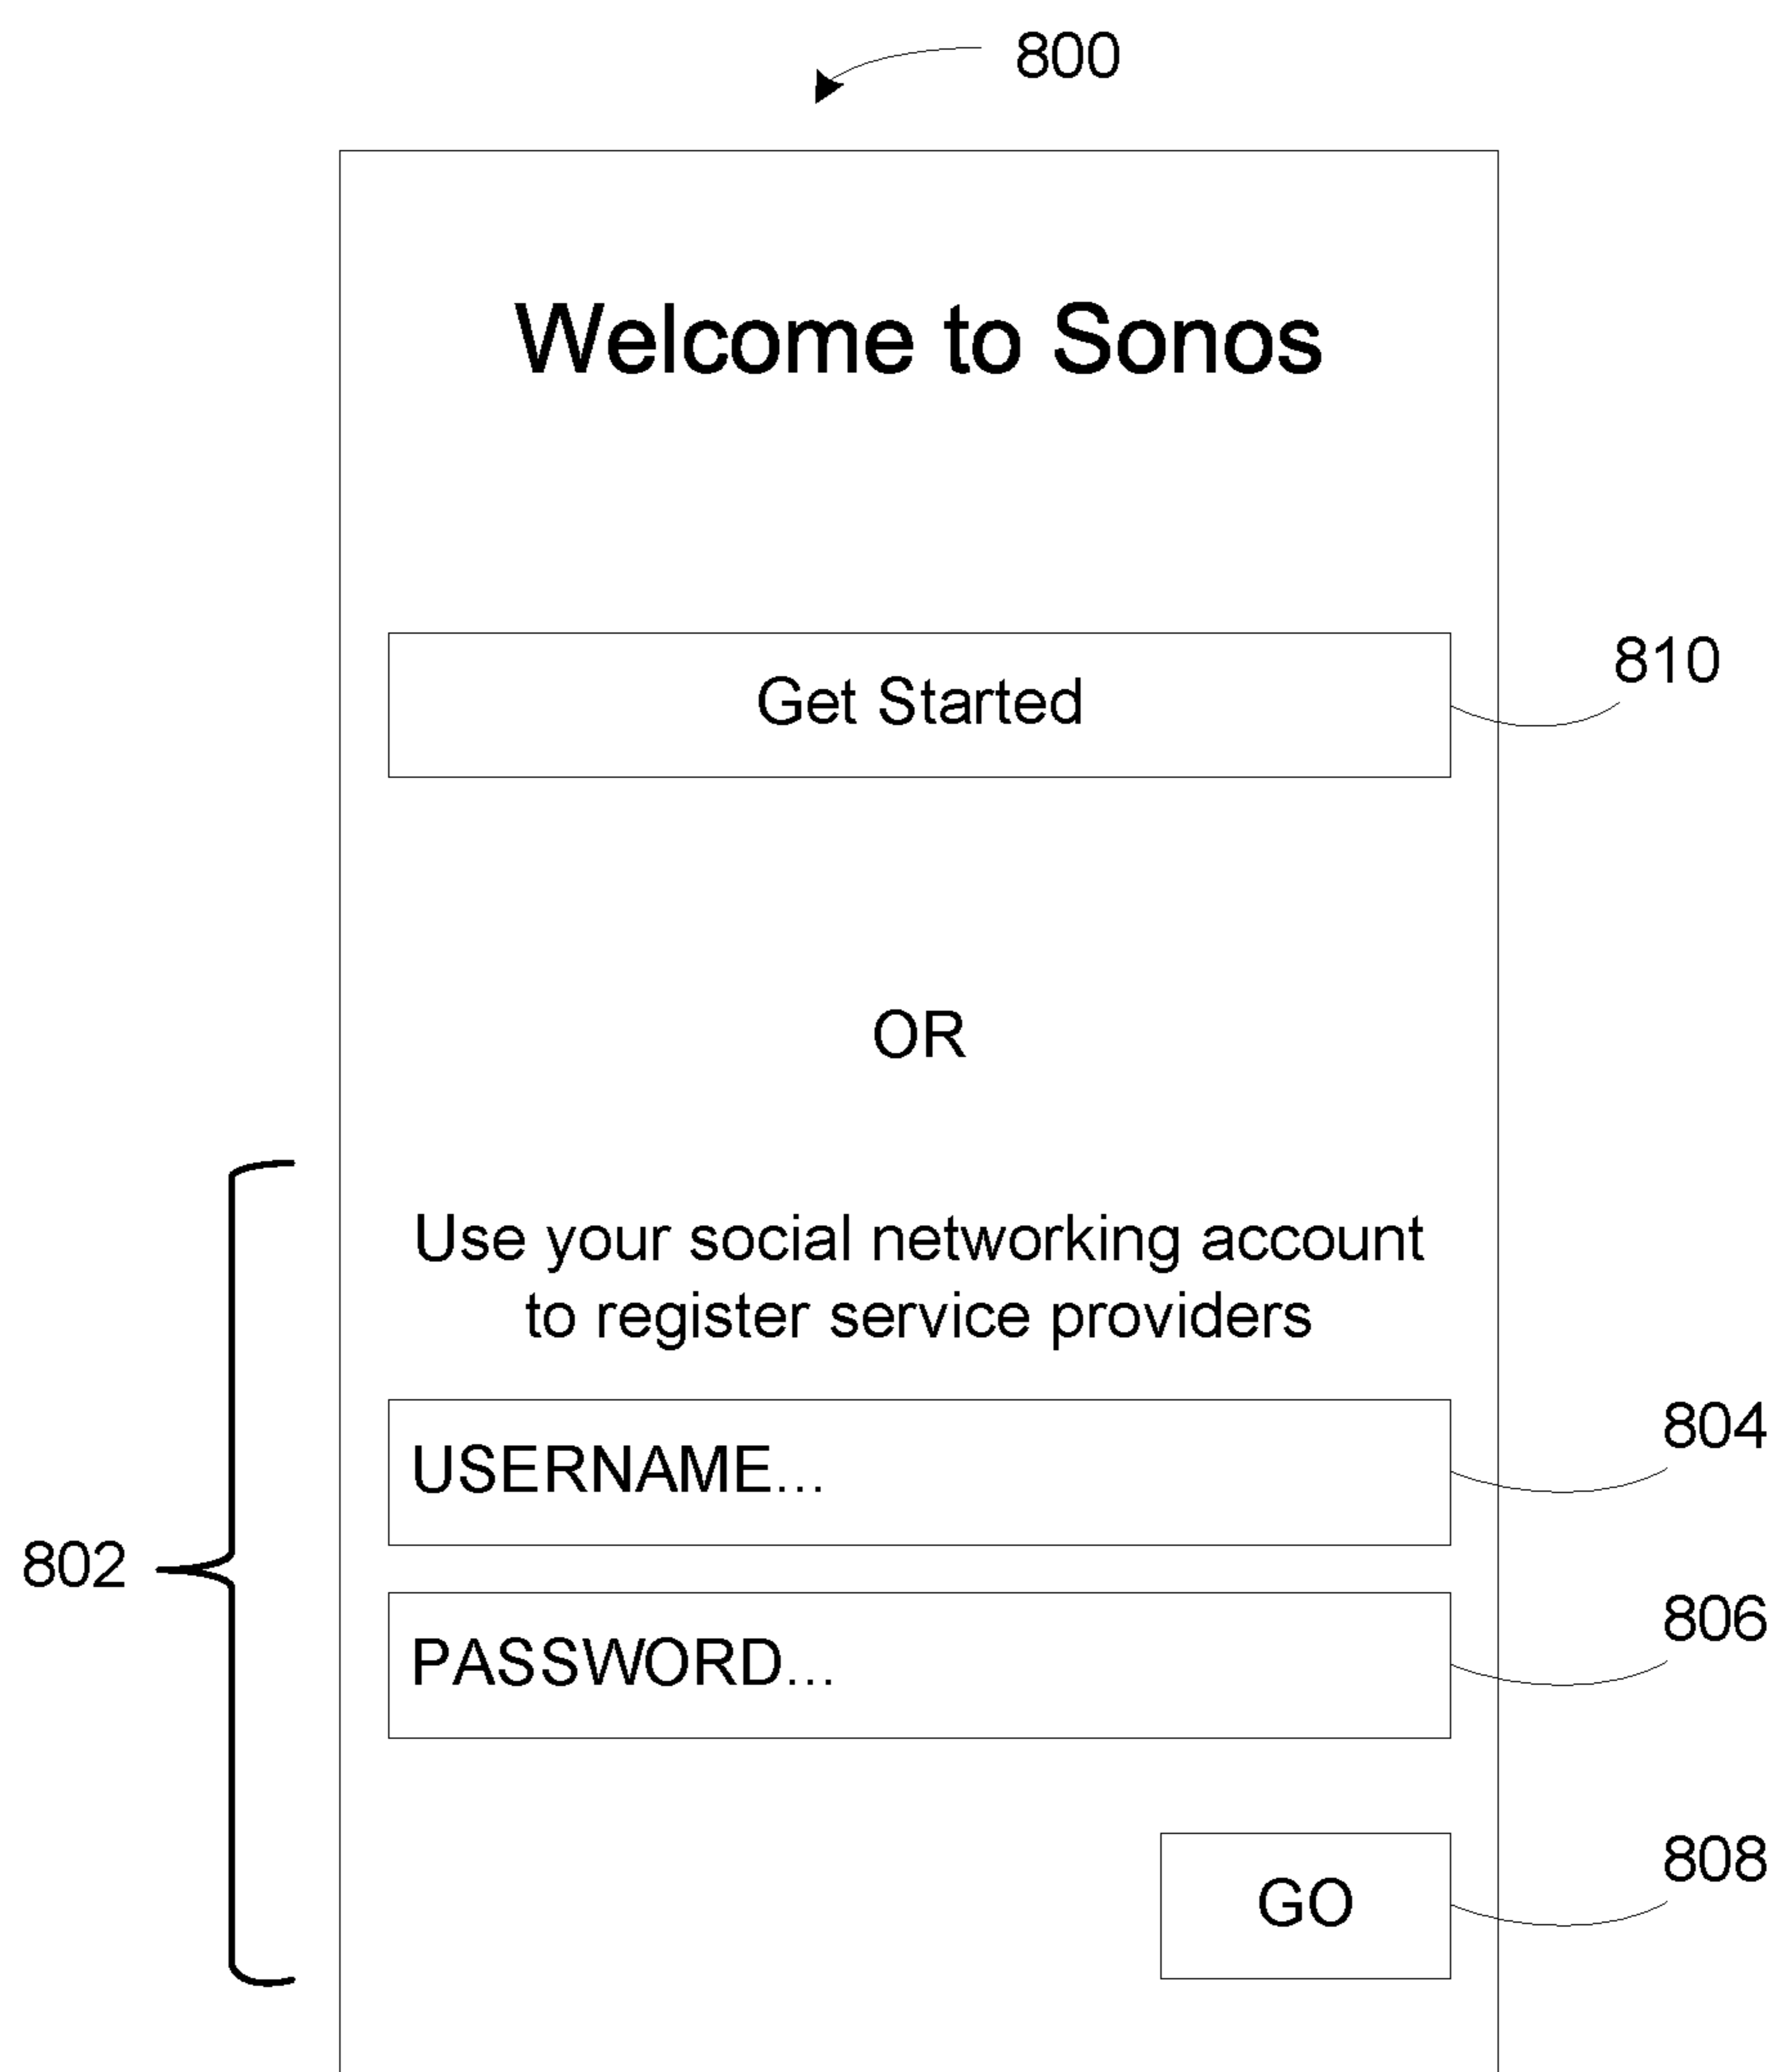 800
Welcome to Sonos
Get Started
810
OR
Use your social networking account
to register service providers
USERNAME...
804
802
PASSWORD...
806
GO
808